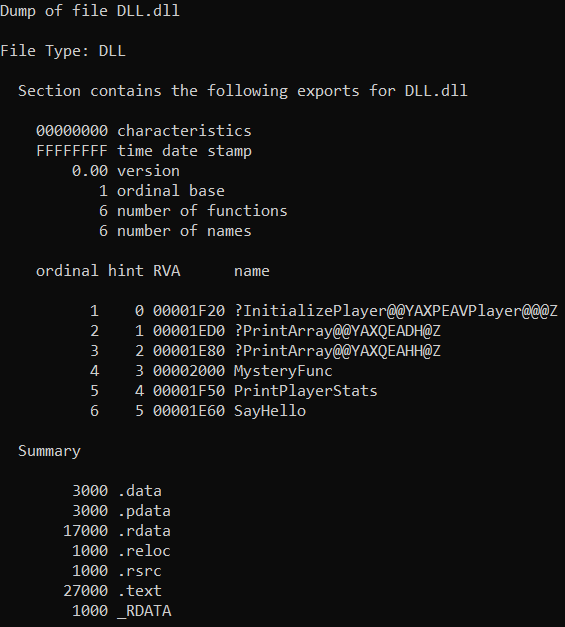 Dump of file DLL.dll
File Type: DLL
Section contains the following exports for DLL.dll
00000000 characteristics
FFFFFFFF time date stamp
0.00 version
1 ordinal base
6 number of functions
6 number of names
ordinal hint RVA      name
1    0 00001F20 ?InitializePlayer@@YAXPEAVPlayer@@@Z
2    1 00001ED0 ?PrintArray@@YAXQEADH@Z
3    2 00001E80 ?PrintArray@@YAXQEAHH@Z
4    3 00002000 MysteryFunc
5    4 00001F50 PrintPlayerStats
6    5 00001E60 SayHello
Summary
3000 .data
3000 .pdata
17000 .rdata
1000 .reloc
1000 .rsrc
27000 .text
1000 _RDATA